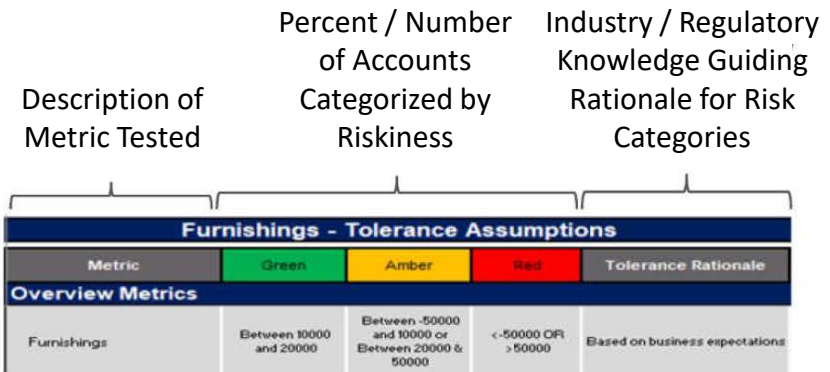 Description of
Metric Tested
Percent / Number
of Accounts
Categorized by
Riskiness
Industry / Regulatory
Knowledge Guiding
Rationale for Risk
Categories
Furnishings - Tolerance Assumptions
Metric Green Amber Red Tolerance Rationale
Overview Metrics
Furnishings
Between 10000
and 20000
Between -50000
and 10000 or
Between 20000 &
50000
<-50000 OR
>50000
Based on business expectations